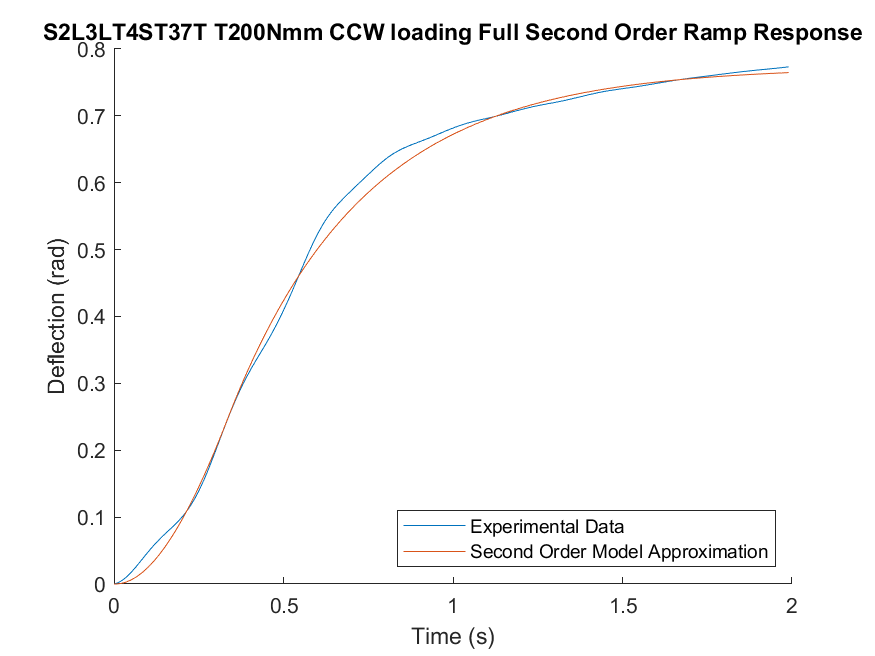 S2L3LT4ST37T T200Nmm CCW loading Full Second Order Ramp Response
0.8
0.7
0.6
0.5
0.4
0.3
0.2
0.1
0
Deflection (rad)
Experimental Data
Second Order Model Approximation
0 0.5 1 1.5 2
Time (s)